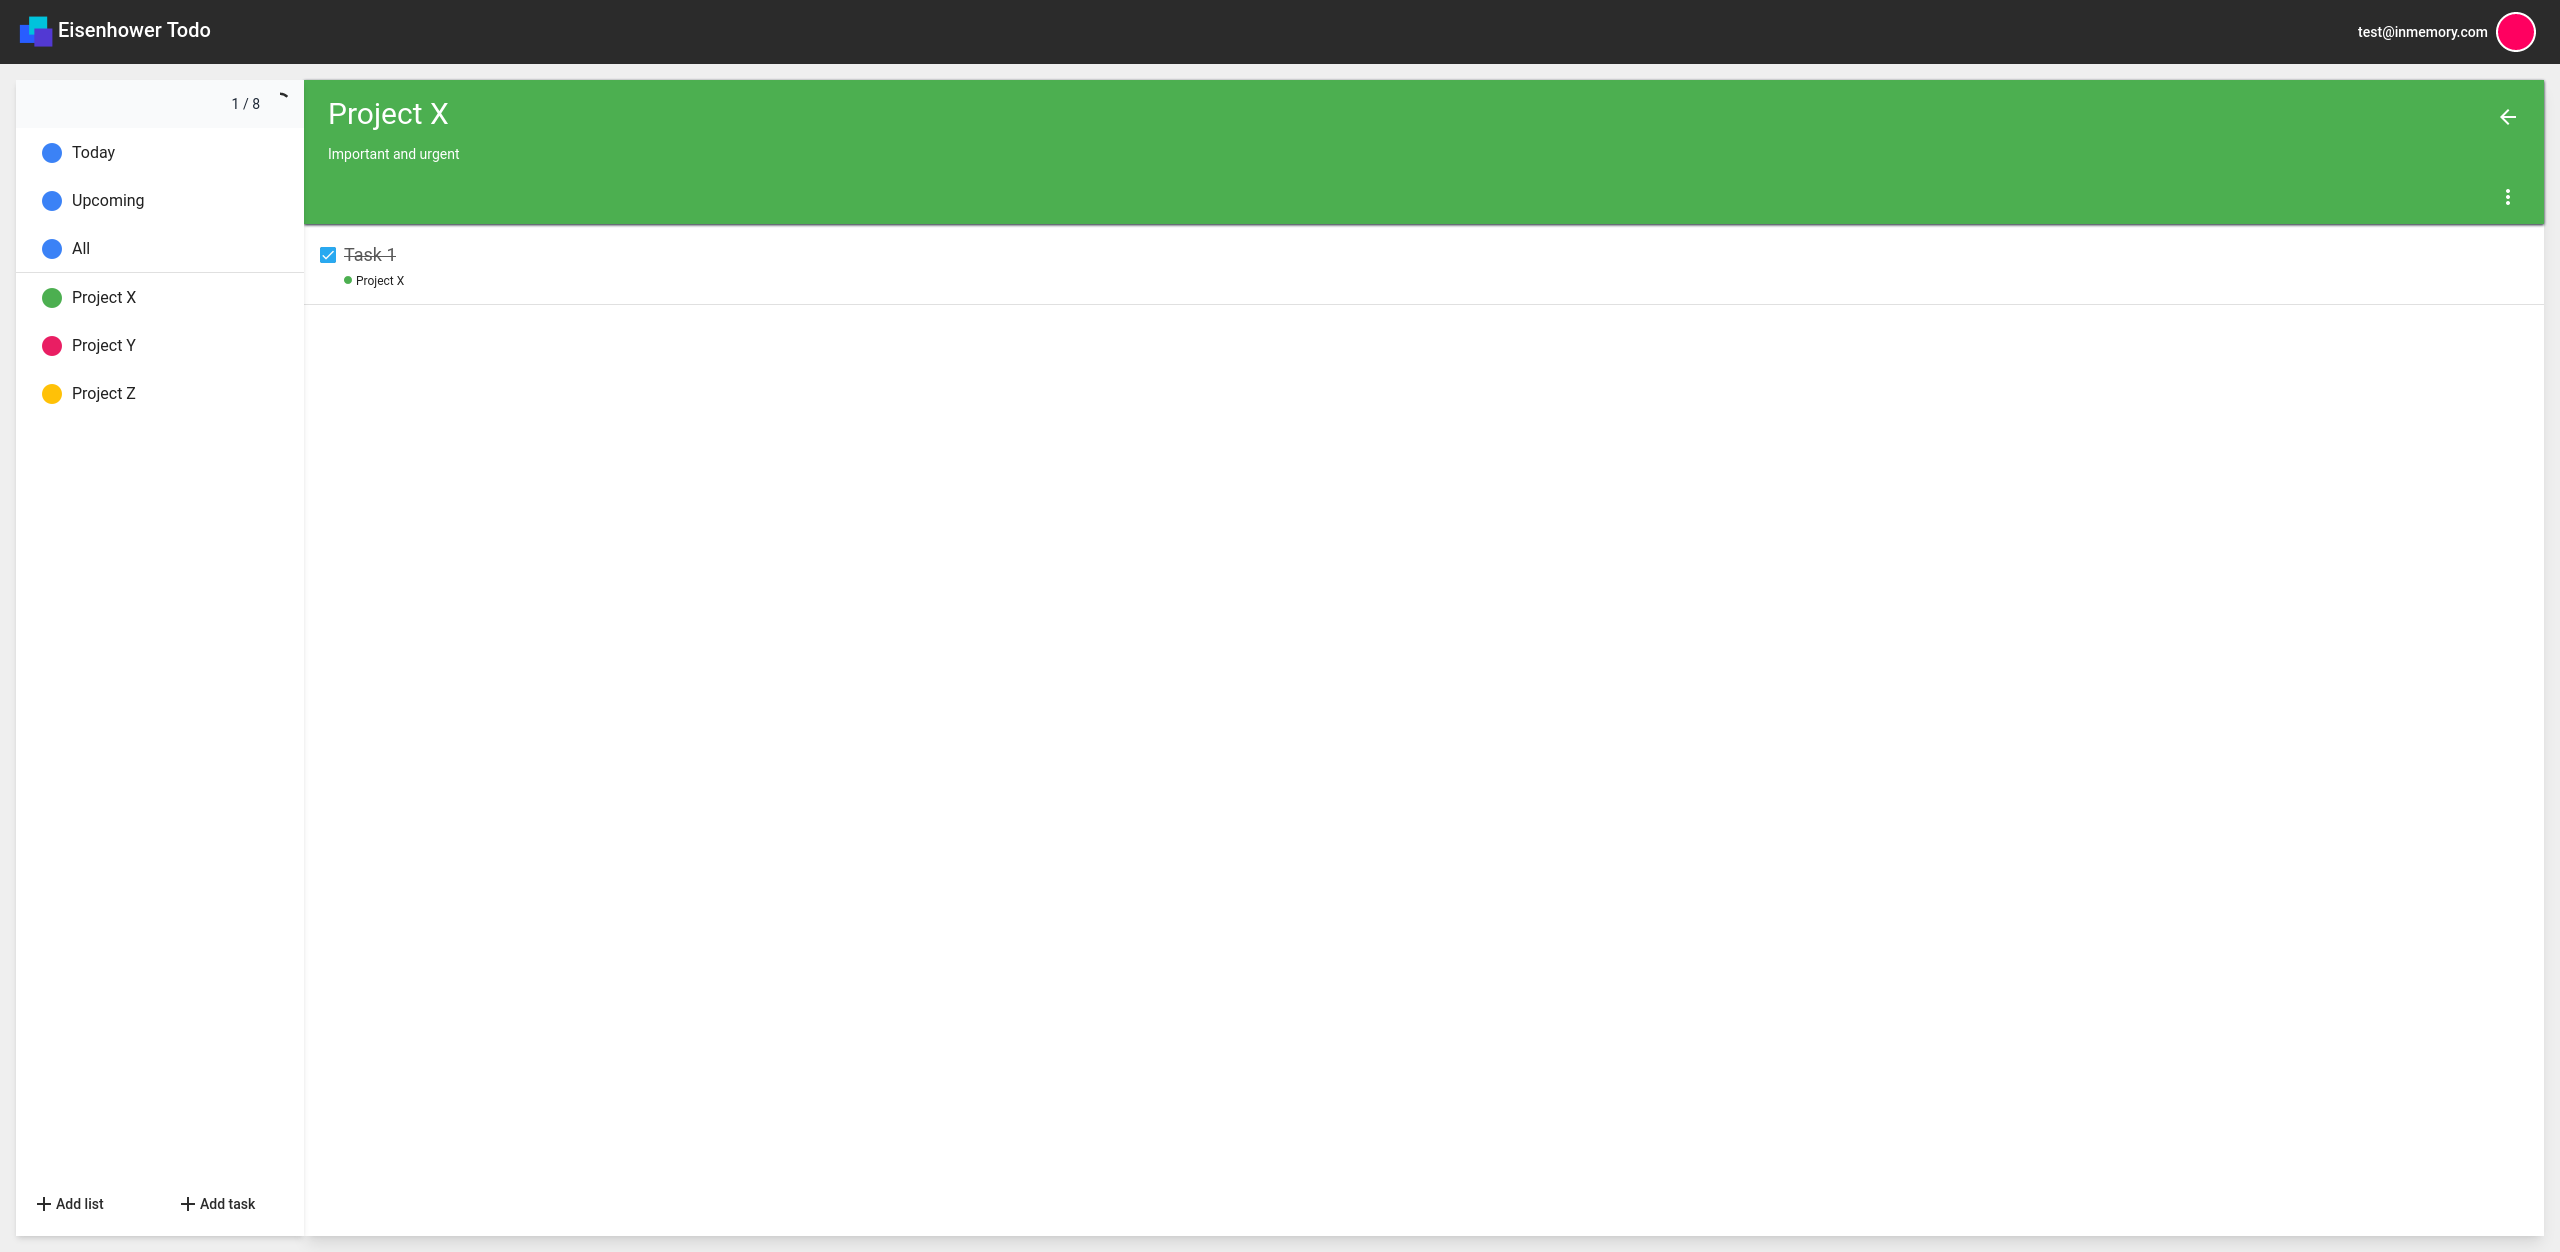 Eisenhower Todo
test@inmemory.com
1 / 8
Today
Upcoming
All
Project X
Project Y
Project Z
Add list
Add task
Project X
Important and urgent
Task 1
Project X